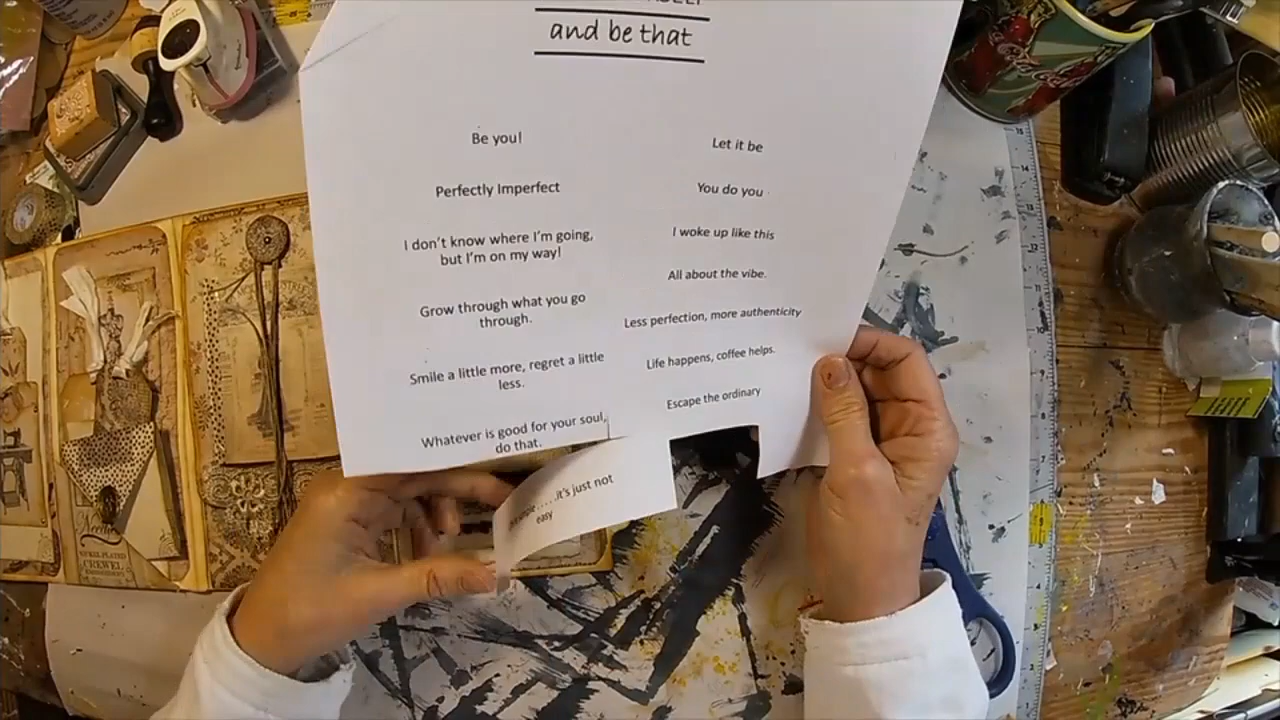 and be that
Be you!
Perfectly Imperfect
I don't know where I'm going,
but I'm on my way!
Grow through what you go
through.
Smile a little more, regret a little
less.
Whatever is good for your soul,
do that.
it's just not
easy
Let it be
You do you
I woke up like this
All about the vibe.
Less perfection, more authenticity
Life happens, coffee helps.
Escape the ordinary
Coca-Cola
CREWEL